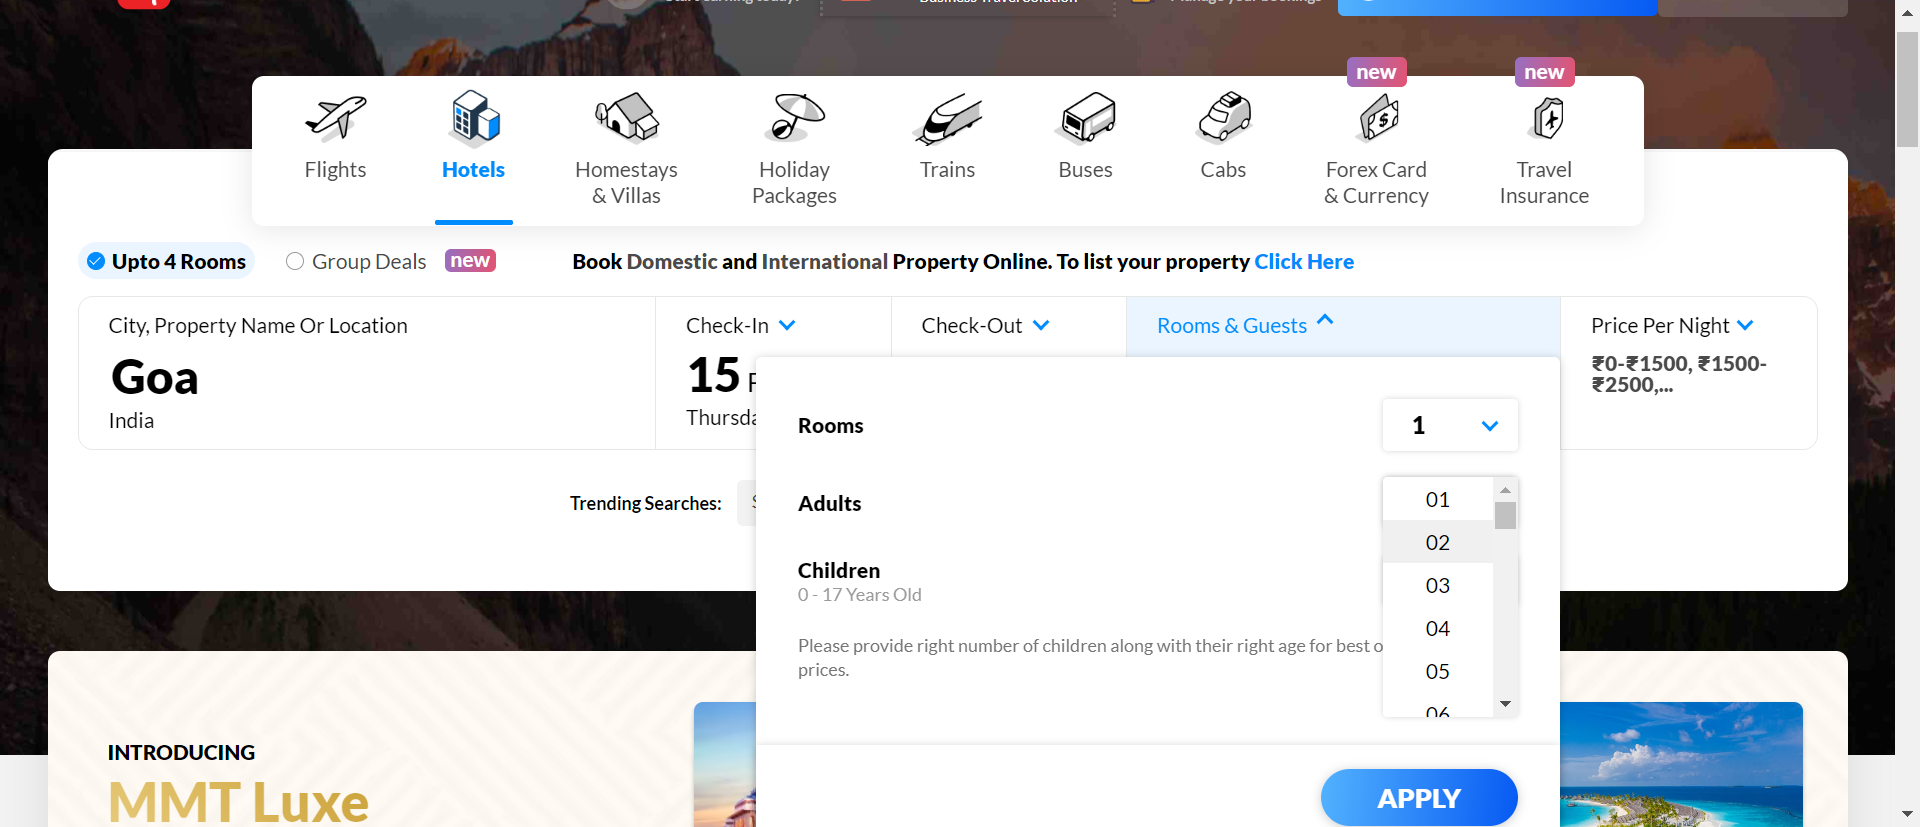 Manage your bookings
new
new
Flights
Hotels
Homestays
& Villas
Holiday
Packages
Trains
Buses
Cabs
Forex Card
& Currency
Travel
Insurance
Upto 4 Rooms
Group Deals
new
Book Domestic and International Property Online. To list your property Click Here
City, Property Name Or Location
Goa
India
Check-In
15
Check-Out
Rooms & Guests
Price Per Night
₹0-₹1500, ₹1500-
₹2500,...
Rooms
1
Trending Searches:
Adults
01
02
03
04
05
06
Children
0 - 17 Years Old
Please provide right number of children along with their right age for best
prices.
APPLY
INTRODUCING
MMT Luxe